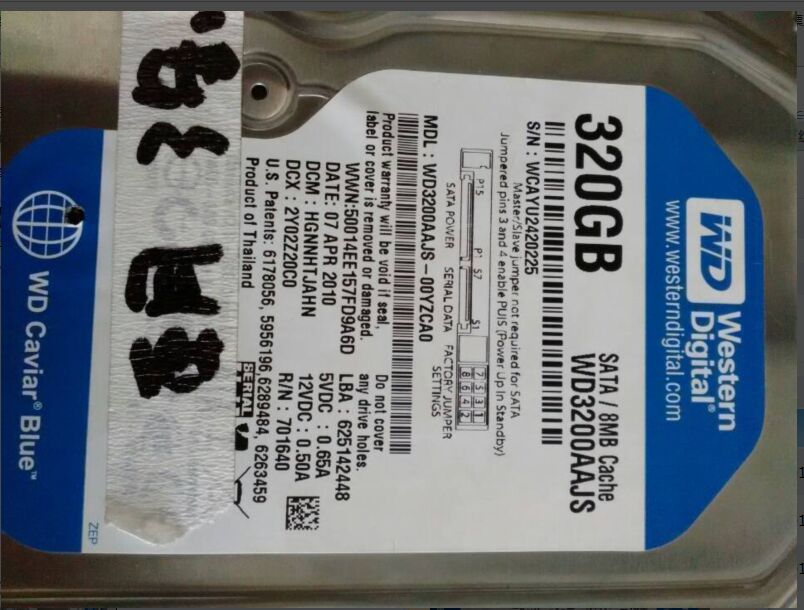 WD Western
Digital®
www.westerndigital.com
320GB
SATA / 8MB Cache
WD3200AAJS
S/N : WCAYU2420225
Master/Slave jumper not required for SATA
Jumpered pins 3 and 4 enable PUIS (Power Up In Standby)
P15 P1 S7 S1
7 5 3 1
8 6 4 2
SATA POWER SERIAL DATA FACTORY JUMPER
SETTINGS
MDL : WD3200AAJS - 00YZCA0
Product warranty will be void if seal,
label or cover is removed or damaged.
Do not cover
any drive holes.
WWN:50014EE157FD9A6D
DATE: 07 APR 2010
DCM : HGNNHTJAHN
DCX : 2Y02Z20C0
LBA : 625142448
5VDC : 0.65A
12VDC : 0.50A
R/N : 701640
U.S. Patents: 6178056, 5956196,6289484, 6263459
Product of Thailand
SERIAL
WD Caviar® Blue™
ZEP